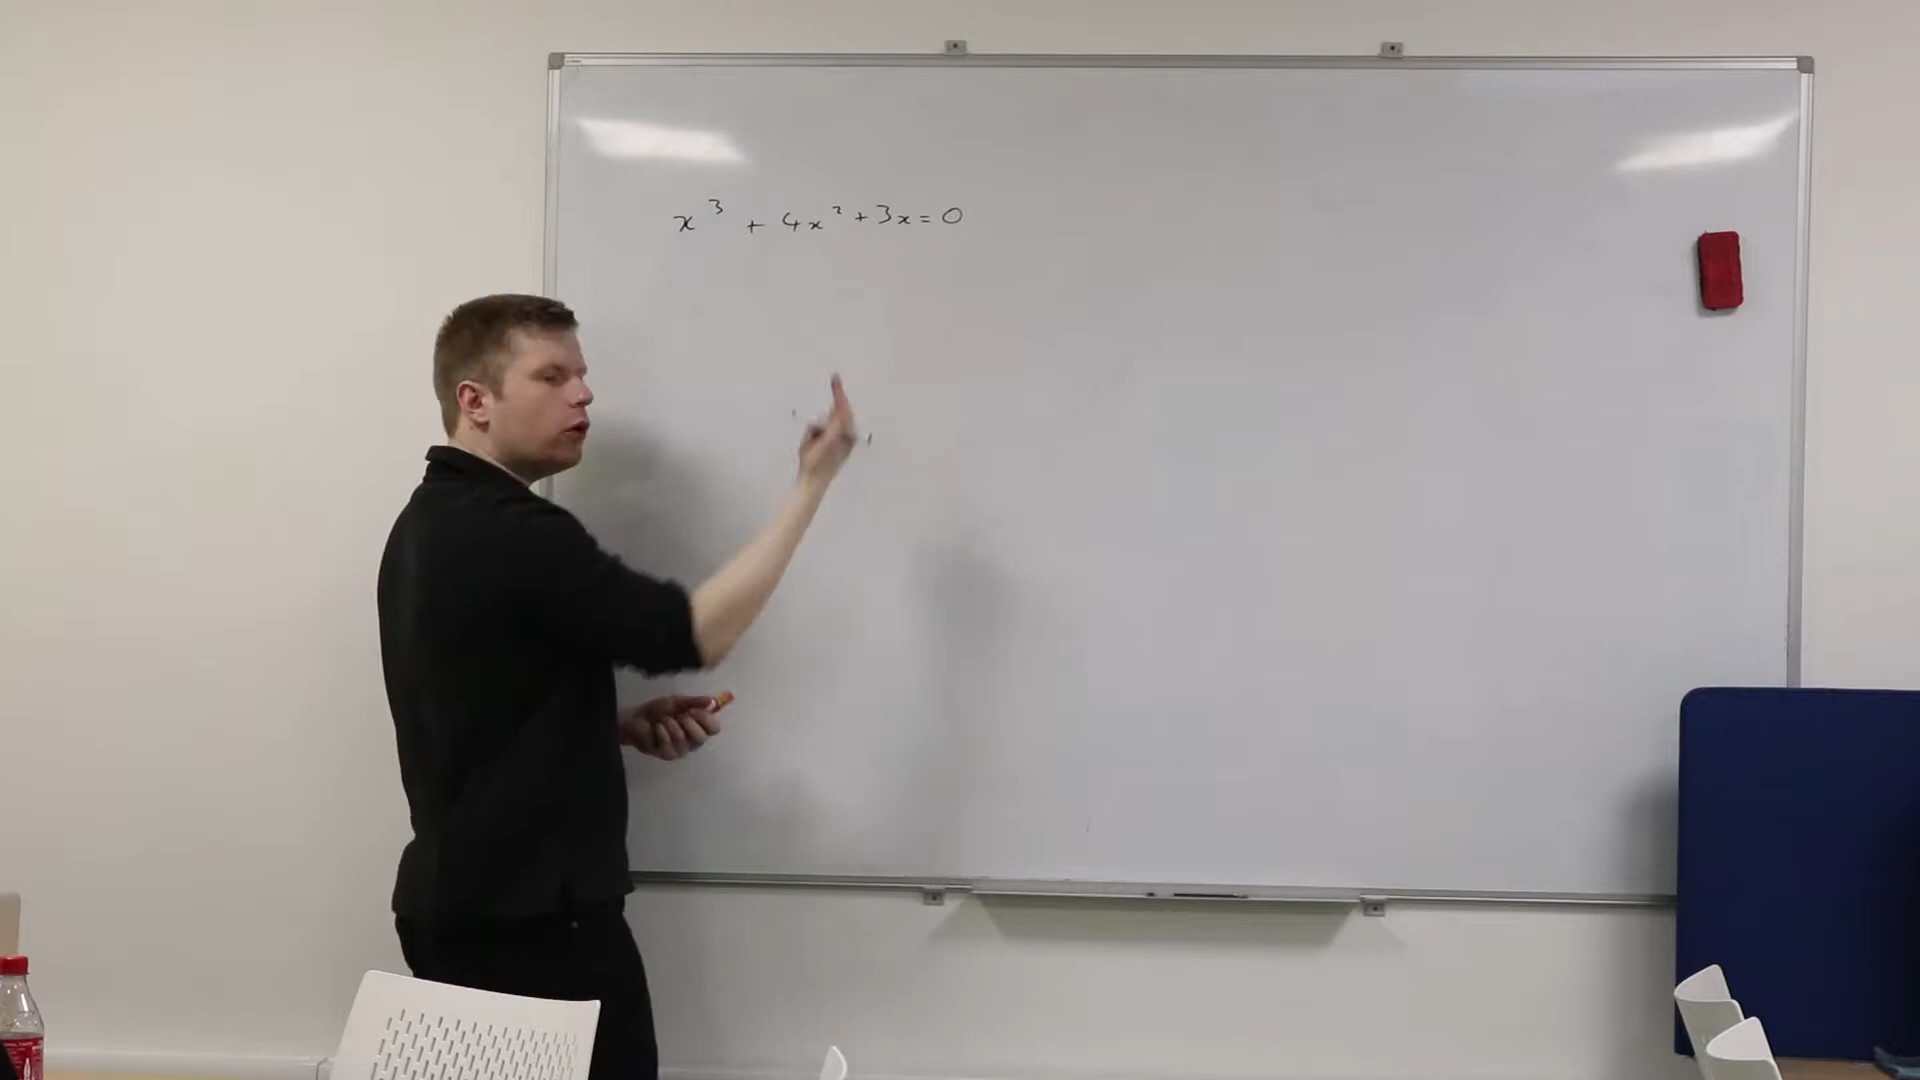 x³ + 4x² + 3x = 0